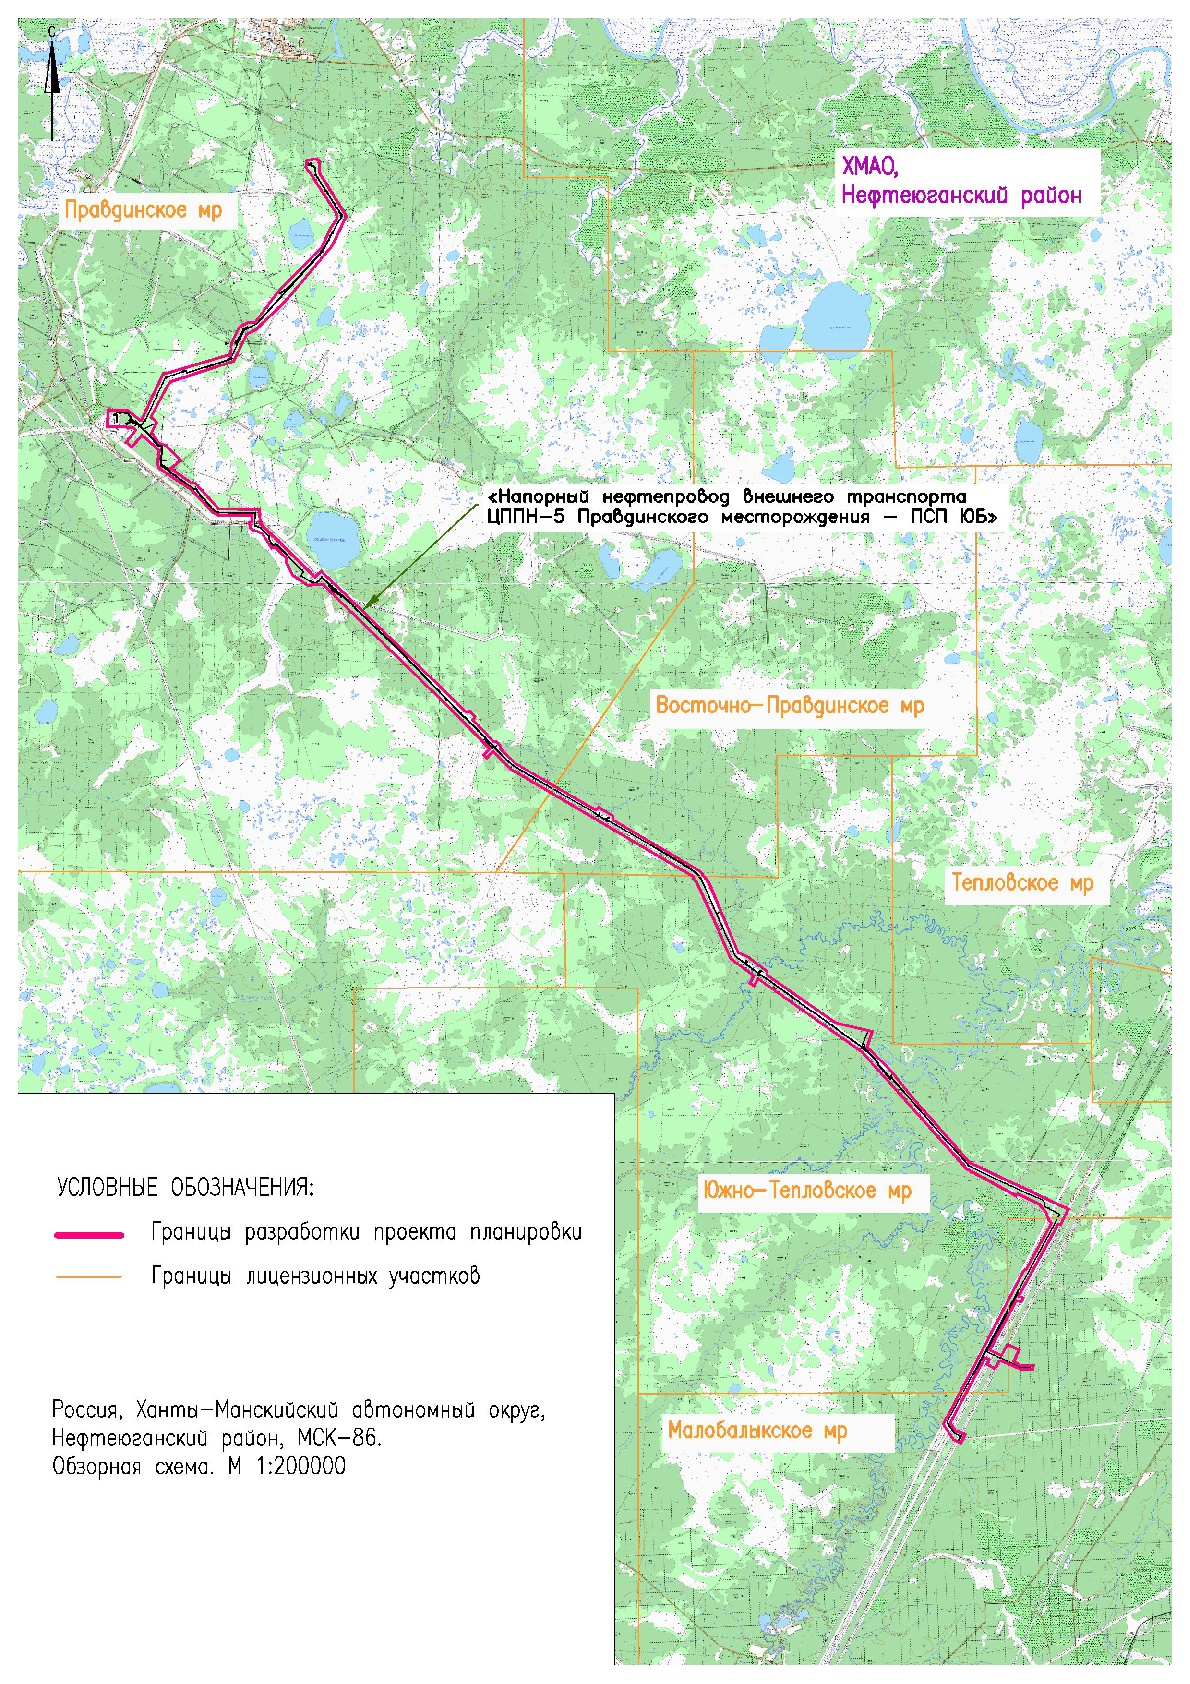 С
ХМАО,
Нефтеюганский район
Правдинское мр
«Напорный нефтепровод внешнего транспорта
ЦППН-5 Правдинского месторождения - ПСП ЮБ»
Восточно-Правдинское мр
Тепловское мр
Южно-Тепловское мр
Малобалыкское мр
УСЛОВНЫЕ ОБОЗНАЧЕНИЯ:
Границы разработки проекта планировки
Границы лицензионных участков
Россия, Ханты-Манскийский автономный округ,
Нефтеюганский район, МСК-86.
Обзорная схема. М 1:200000